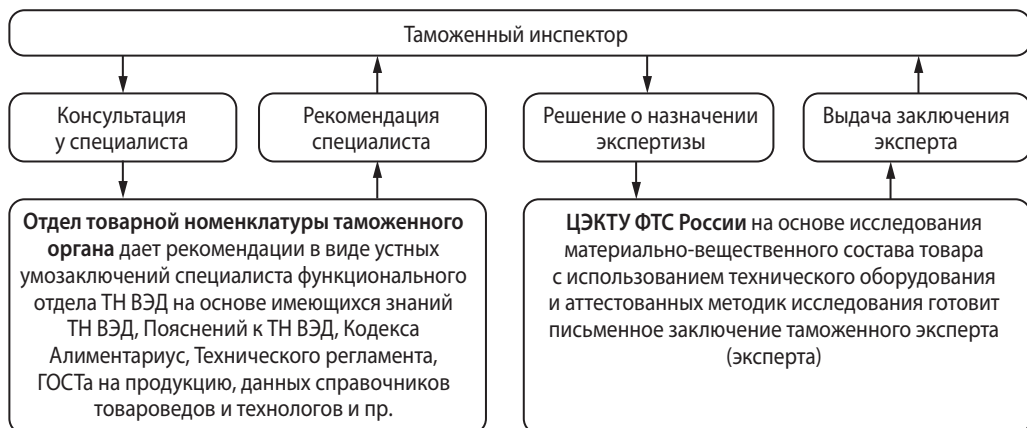 Таможенный инспектор
Консультация
у специалиста
Рекомендация
специалиста
Решение о назначении
экспертизы
Выдача заключения
эксперта
Отдел товарной номенклатуры таможенного
органа дает рекомендации в виде устных
умозаключений специалиста функционального
отдела ТН ВЭД на основе имеющихся знаний
ТН ВЭД, Пояснений к ТН ВЭД, Кодекса
Алиментариус, Технического регламента,
ГОСТа на продукцию, данных справочников
товароведов и технологов и пр.
ЦЭКТУ ФТС России на основе исследования
материально-вещественного состава товара
с использованием технического оборудования
и аттестованных методик исследования готовит
письменное заключение таможенного эксперта
(эксперта)